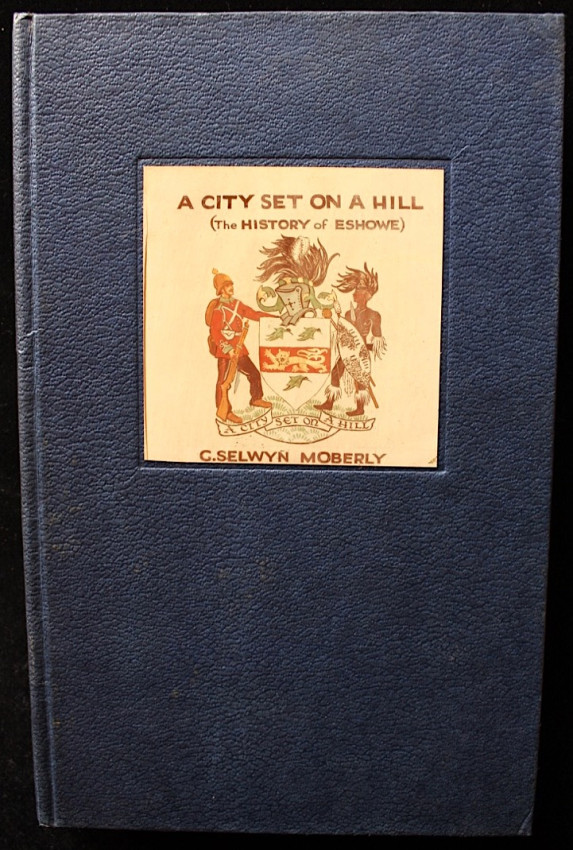 A CITY SET ON A HILL
(The HISTORY of ESHOWE)
A CITY SET ON A HILL
G. SELWYN MOBERLY